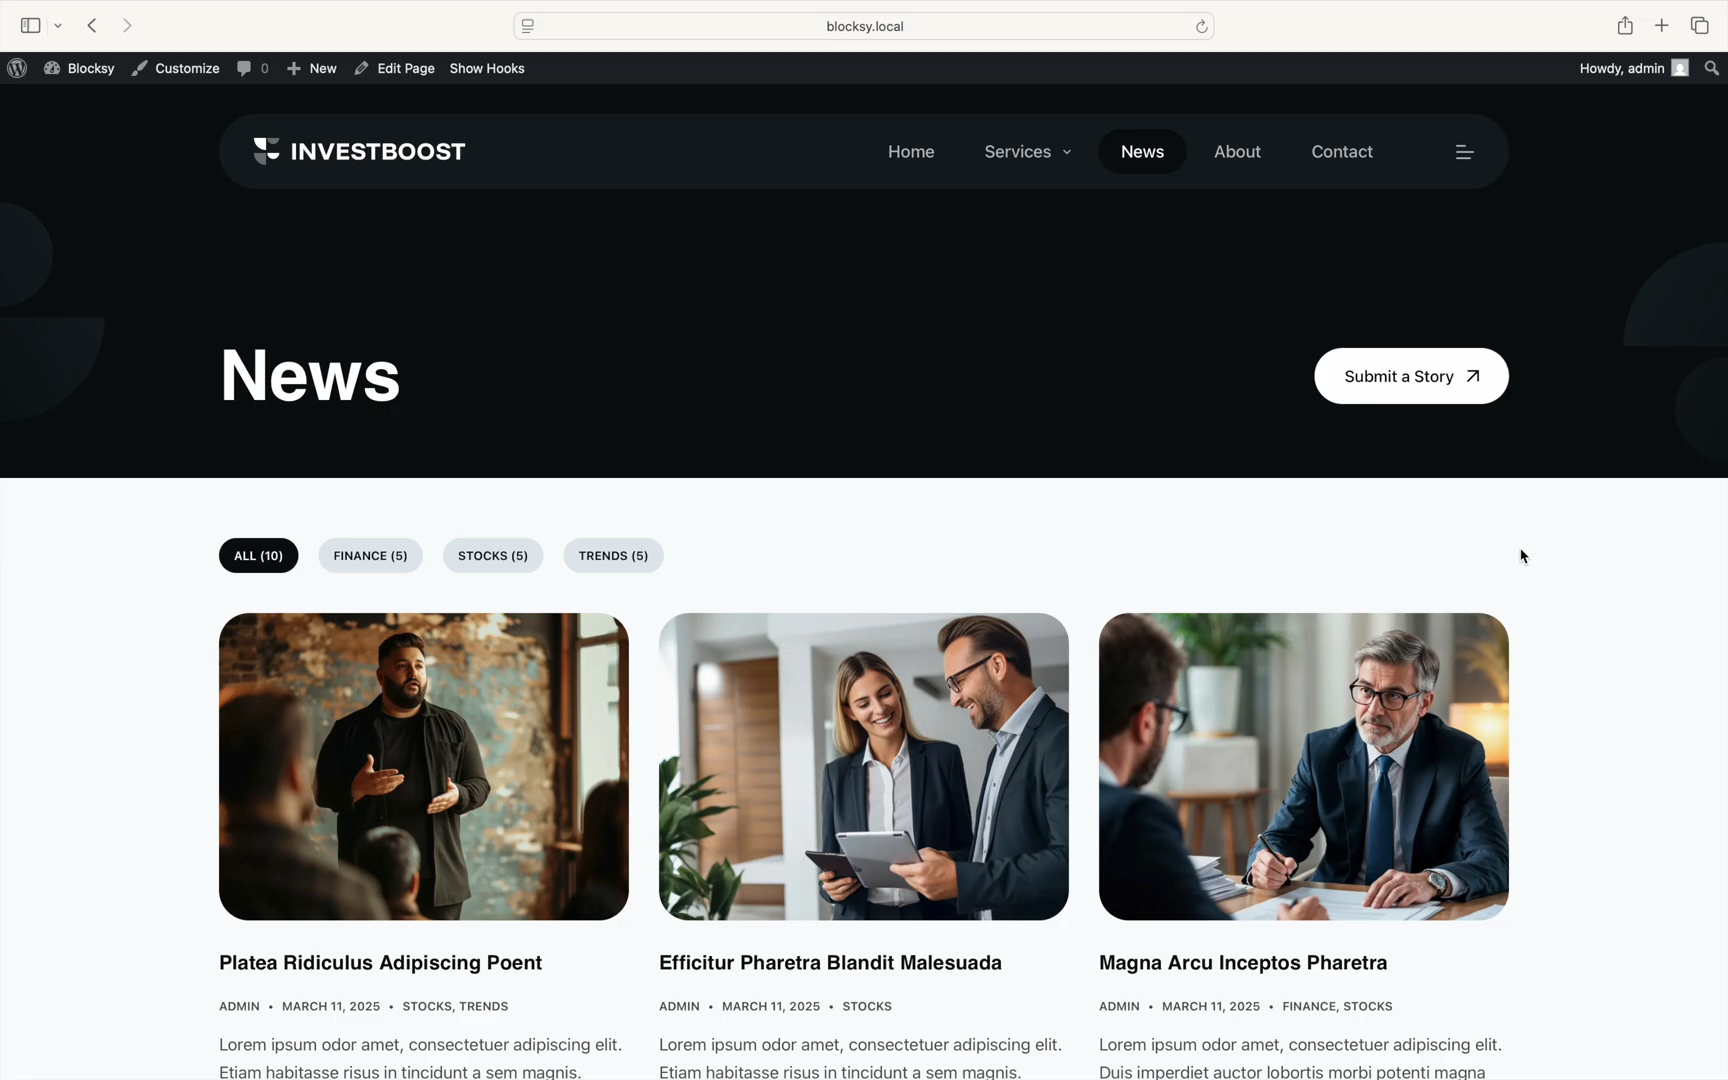 blocksy.local
Blocksy Customize 0 New Edit Page Show Hooks Howdy, admin
INVESTBOOST Home Services News About Contact
News
Submit a Story
ALL (10) FINANCE (5) STOCKS (5) TRENDS (5)
Platea Ridiculus Adipiscing Poent
ADMIN • MARCH 11, 2025 • STOCKS, TRENDS
Lorem ipsum odor amet, consectetuer adipiscing elit.
Etiam habitasse risus in tincidunt a sem magnis.
Efficitur Pharetra Blandit Malesuada
ADMIN • MARCH 11, 2025 • STOCKS
Lorem ipsum odor amet, consectetuer adipiscing elit.
Etiam habitasse risus in tincidunt a sem magnis.
Magna Arcu Inceptos Pharetra
ADMIN • MARCH 11, 2025 • FINANCE, STOCKS
Lorem ipsum odor amet, consectetuer adipiscing elit.
Duis imperdiet auctor lobortis morbi potenti magna